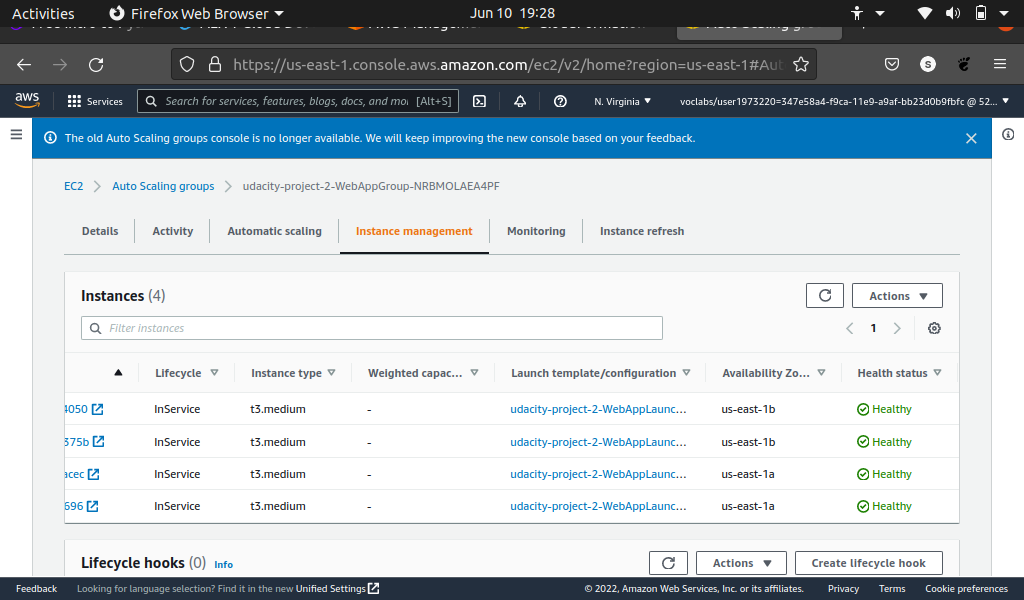 Activities Firefox Web Browser Jun 10 19:28
https://us-east-1.console.aws.amazon.com/ec2/v2/home?region=us-east-1#Aut
aws Services Search for services, features, blogs, docs, and mo [Alt+S] N. Virginia voclabs/user1973220=347e58a4-f9ca-11e9-a9af-bb23d0b9fbfc @ 52...
The old Auto Scaling groups console is no longer available. We will keep improving the new console based on your feedback.
EC2 Auto Scaling groups udacity-project-2-WebAppGroup-NRBMOLAEA4PF
Details Activity Automatic scaling Instance management Monitoring Instance refresh
Instances (4) Actions
Filter instances 1
Lifecycle Instance type Weighted capac... Launch template/configuration Availability Zo... Health status
4050 InService t3.medium - udacity-project-2-WebAppLaunc... us-east-1b Healthy
375b InService t3.medium - udacity-project-2-WebAppLaunc... us-east-1b Healthy
acec InService t3.medium - udacity-project-2-WebAppLaunc... us-east-1a Healthy
696 InService t3.medium - udacity-project-2-WebAppLaunc... us-east-1a Healthy
Lifecycle hooks (0) Info Actions Create lifecycle hook
Feedback Looking for language selection? Find it in the new Unified Settings © 2022, Amazon Web Services, Inc. or its affiliates. Privacy Terms Cookie preferences